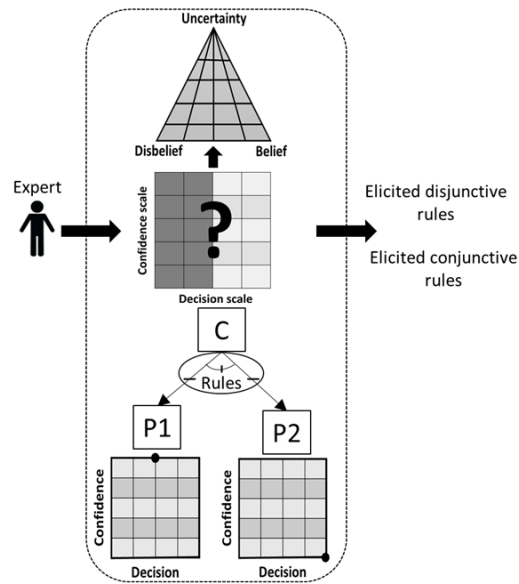 Uncertainty
Disbelief
Belief
Expert
Confidence scale
?
Decision scale
Elicited disjunctive
rules
Elicited conjunctive
rules
C
Rules
P1
P2
Confidence
Decision
Confidence
Decision